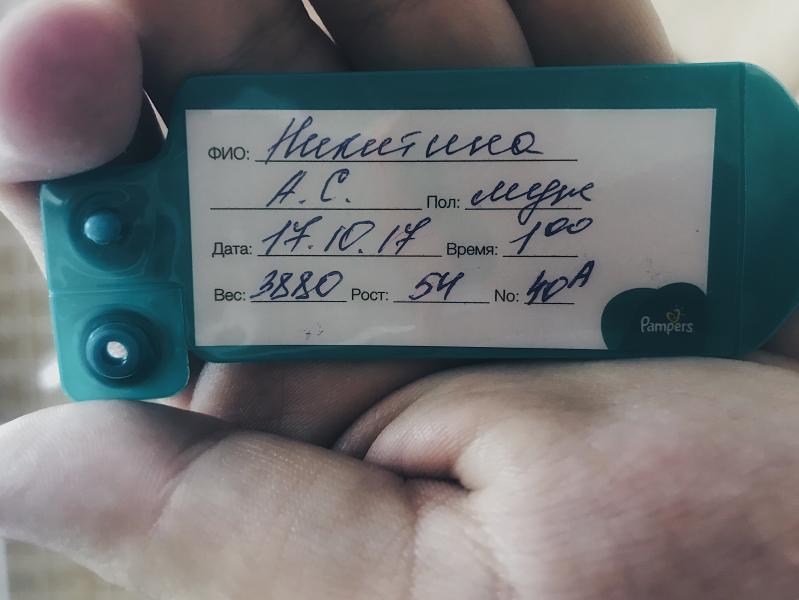 ФИО: Никитина
А.С. Пол: муж
Дата: 17.10.17 Время: 1⁰⁰
Вес: 3880 Рост: 54 No: 40А
Pampers